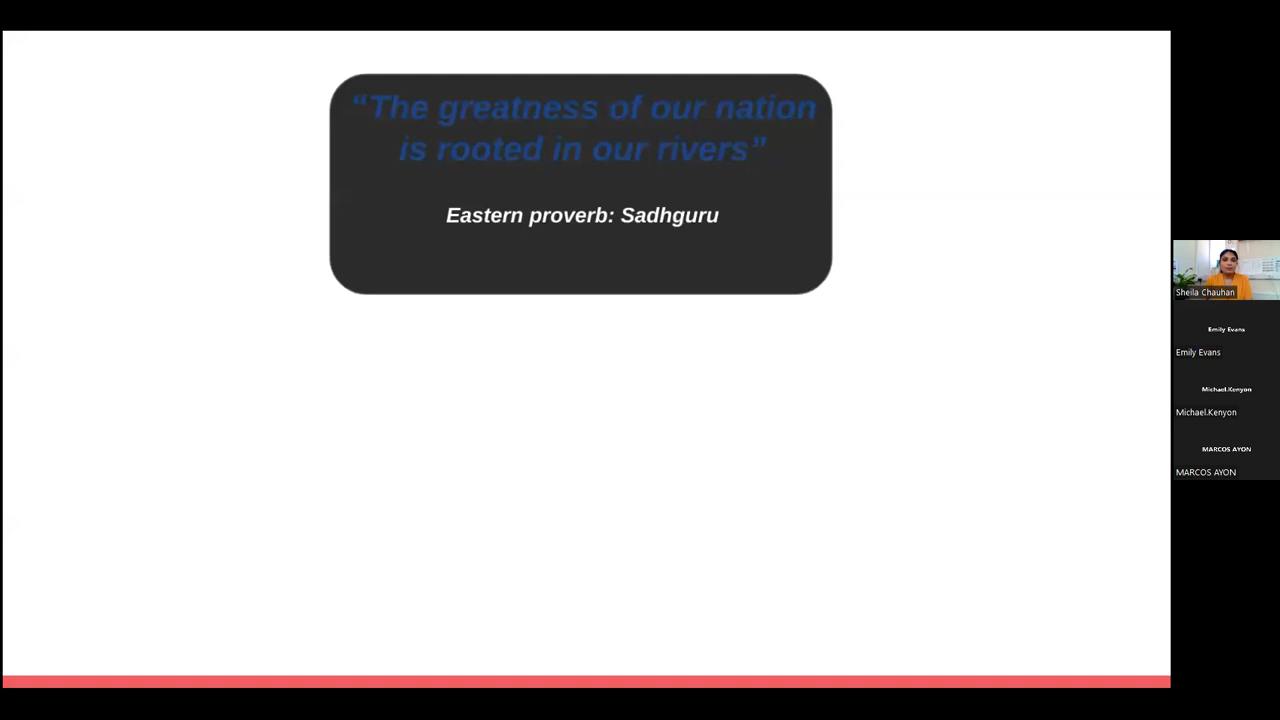 “The greatness of our nation
is rooted in our rivers”
Eastern proverb: Sadhguru
Sheila Chauhan
Emily Evans
Emily Evans
Michael.Kenyon
Michael.Kenyon
MARCOS AYON
MARCOS AYON